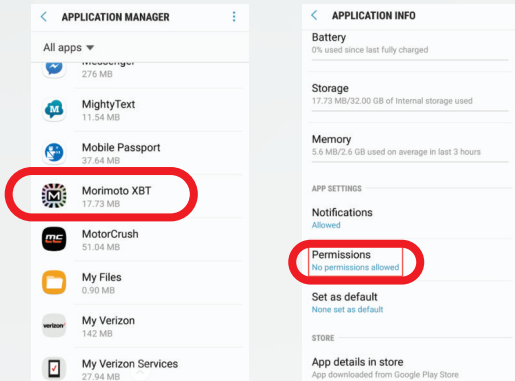 APPLICATION MANAGER
All apps
Messenger
276 MB
MightyText
11.54 MB
Mobile Passport
37.64 MB
M
Morimoto XBT
17.73 MB
mc
MotorCrush
51.04 MB
My Files
0.90 MB
verizon
My Verizon
142 MB
My Verizon Services
27.94 MB
APPLICATION INFO
Battery
0% used since last fully charged
Storage
17.73 MB/32.00 GB of Internal storage used
Memory
5.6 MB/2.6 GB used on average in last 3 hours
APP SETTINGS
Notifications
Allowed
Permissions
No permissions allowed
Set as default
None set as default
STORE
App details in store
App downloaded from Google Play Store